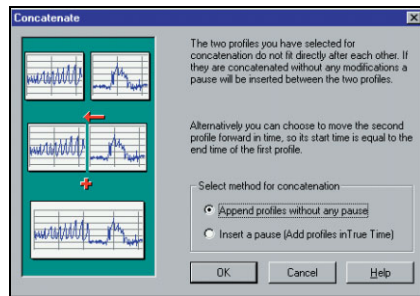 Concatenate
The two profiles you have selected for
concatenation do not fit directly after each other. If
they are concatenated without any modifications a
pause will be inserted between the two profiles.
Alternatively you can choose to move the second
profile forward in time, so its start time is equal to the
end time of the first profile.
Select method for concatenation
Append profiles without any pause
Insert a pause (Add profiles inTrue Time)
OK Cancel Help